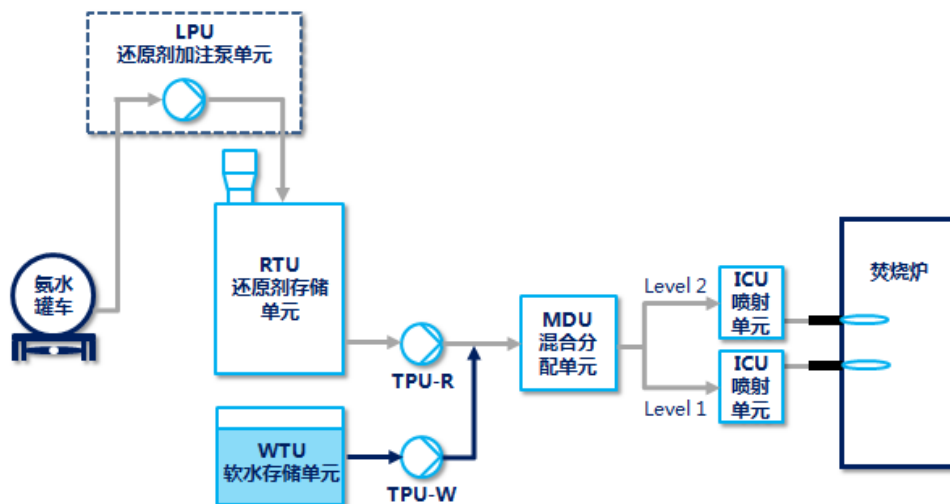 LPU
还原剂加注泵单元
氨水
罐车
RTU
还原剂存储
单元
TPU-R
WTU
软水存储单元
TPU-W
MDU
混合分
配单元
Level 2
Level 1
ICU
喷射
单元
ICU
喷射
单元
焚烧炉